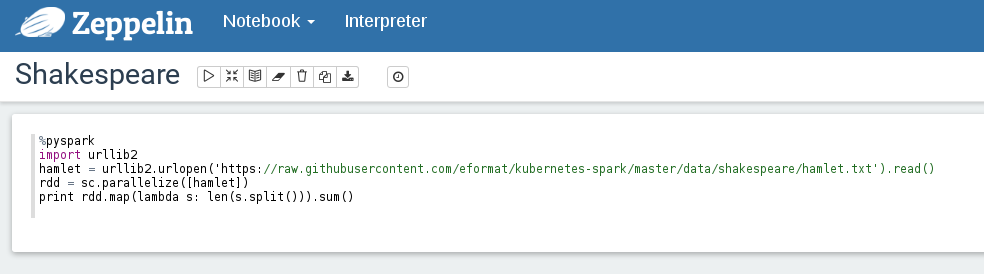 Zeppelin Notebook Interpreter
Shakespeare
%pyspark
import urllib2
hamlet = urllib2.urlopen('https://raw.githubusercontent.com/eformat/kubernetes-spark/master/data/shakespeare/hamlet.txt').read()
rdd = sc.parallelize([hamlet])
print rdd.map(lambda s: len(s.split())).sum()